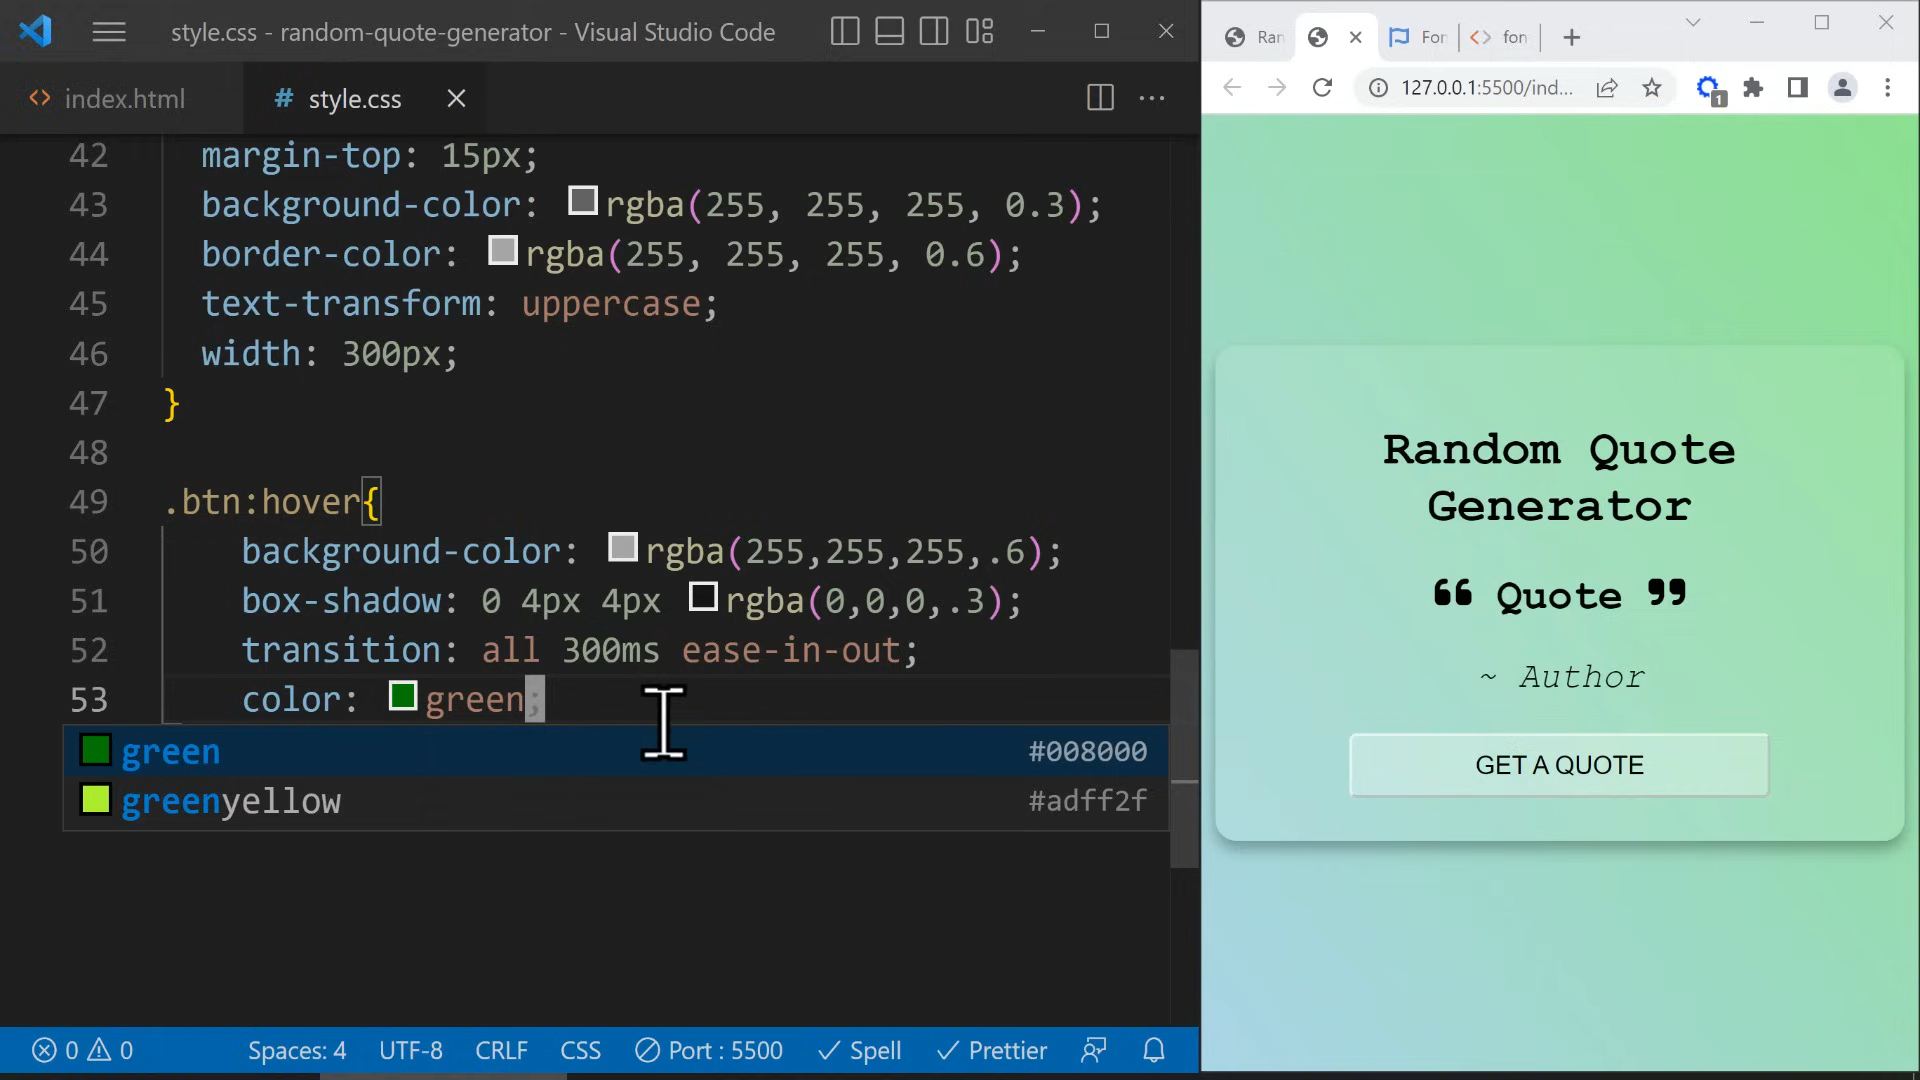 style.css - random-quote-generator - Visual Studio Code
index.html
# style.css
42 margin-top: 15px;
43 background-color: rgba(255, 255, 255, 0.3);
44 border-color: rgba(255, 255, 255, 0.6);
45 text-transform: uppercase;
46 width: 300px;
47 }
48
49 .btn:hover{
50 background-color: rgba(255,255,255,.6);
51 box-shadow: 0 4px 4px rgba(0,0,0,.3);
52 transition: all 300ms ease-in-out;
53 color: green;
green #008000
greenyellow #adff2f
0 0 Spaces: 4 UTF-8 CRLF CSS Port : 5500 Spell Prettier
Ran
For
fon
127.0.0.1:5500/ind...
1
Random Quote
Generator
❝ Quote ❞
~ Author
GET A QUOTE